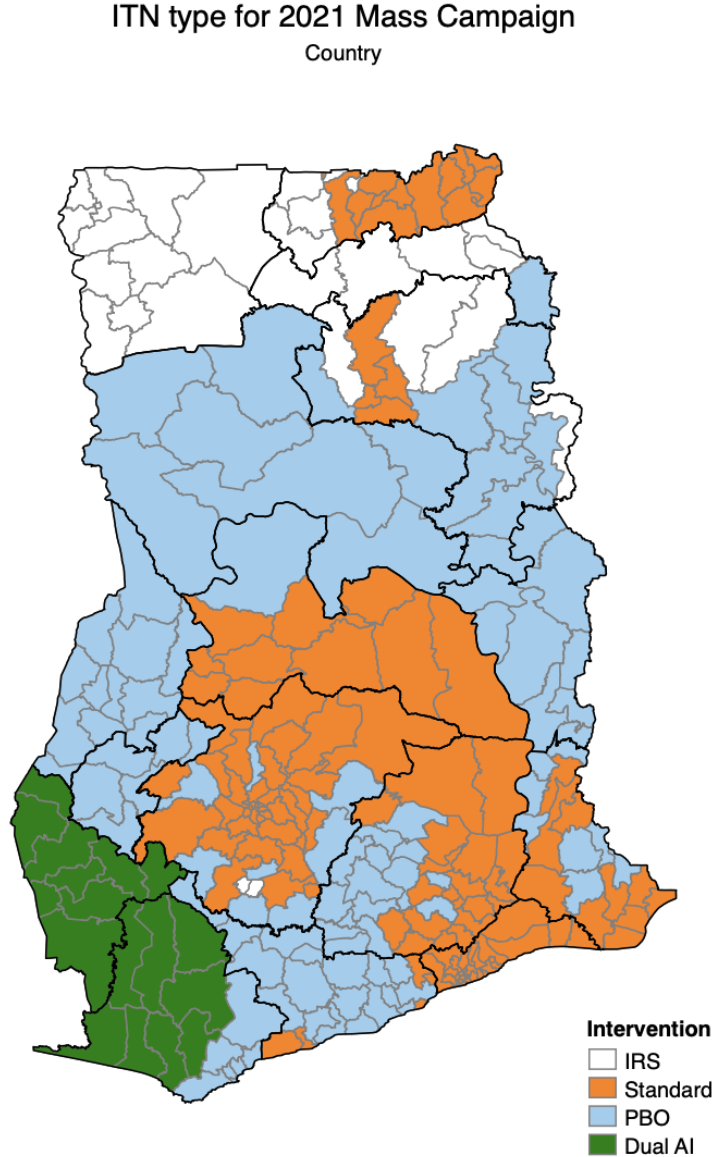 ITN type for 2021 Mass Campaign
Country
Intervention
IRS
Standard
PBO
Dual AI